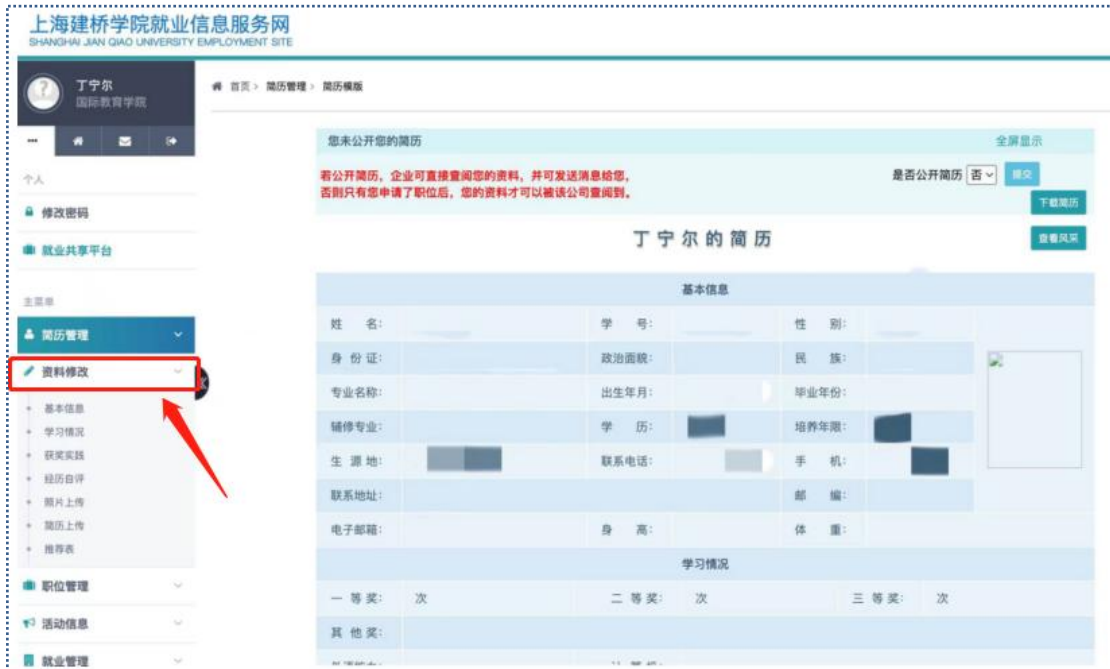 上海建桥学院就业信息服务网
SHANGHAI JIAN QIAO UNIVERSITY EMPLOYMENT SITE
丁宁尔
国际教育学院
首页 > 简历管理 > 简历模版
个人
修改密码
就业共享平台
主菜单
简历管理
资料修改
基本信息
学习情况
获奖实践
经历自评
照片上传
简历上传
推荐表
职位管理
活动信息
就业管理
您未公开您的简历 全屏显示
若公开简历，企业可直接查阅您的资料，并可发送消息给您，
否则只有您申请了职位后，您的资料才可以被该公司查阅到。
是否公开简历 否 提交
下载简历
丁宁尔的简历
查看风采
基本信息
姓 名: 学 号: 性 别:
身 份 证: 政治面貌: 民 族:
专业名称: 出生年月: 毕业年份:
辅修专业: 学 历: 培养年限:
生 源 地: 联系电话: 手 机:
联系地址: 邮 编:
电子邮箱: 身 高: 体 重:
学习情况
一 等 奖: 次 二 等 奖: 次 三 等 奖: 次
其 他 奖: